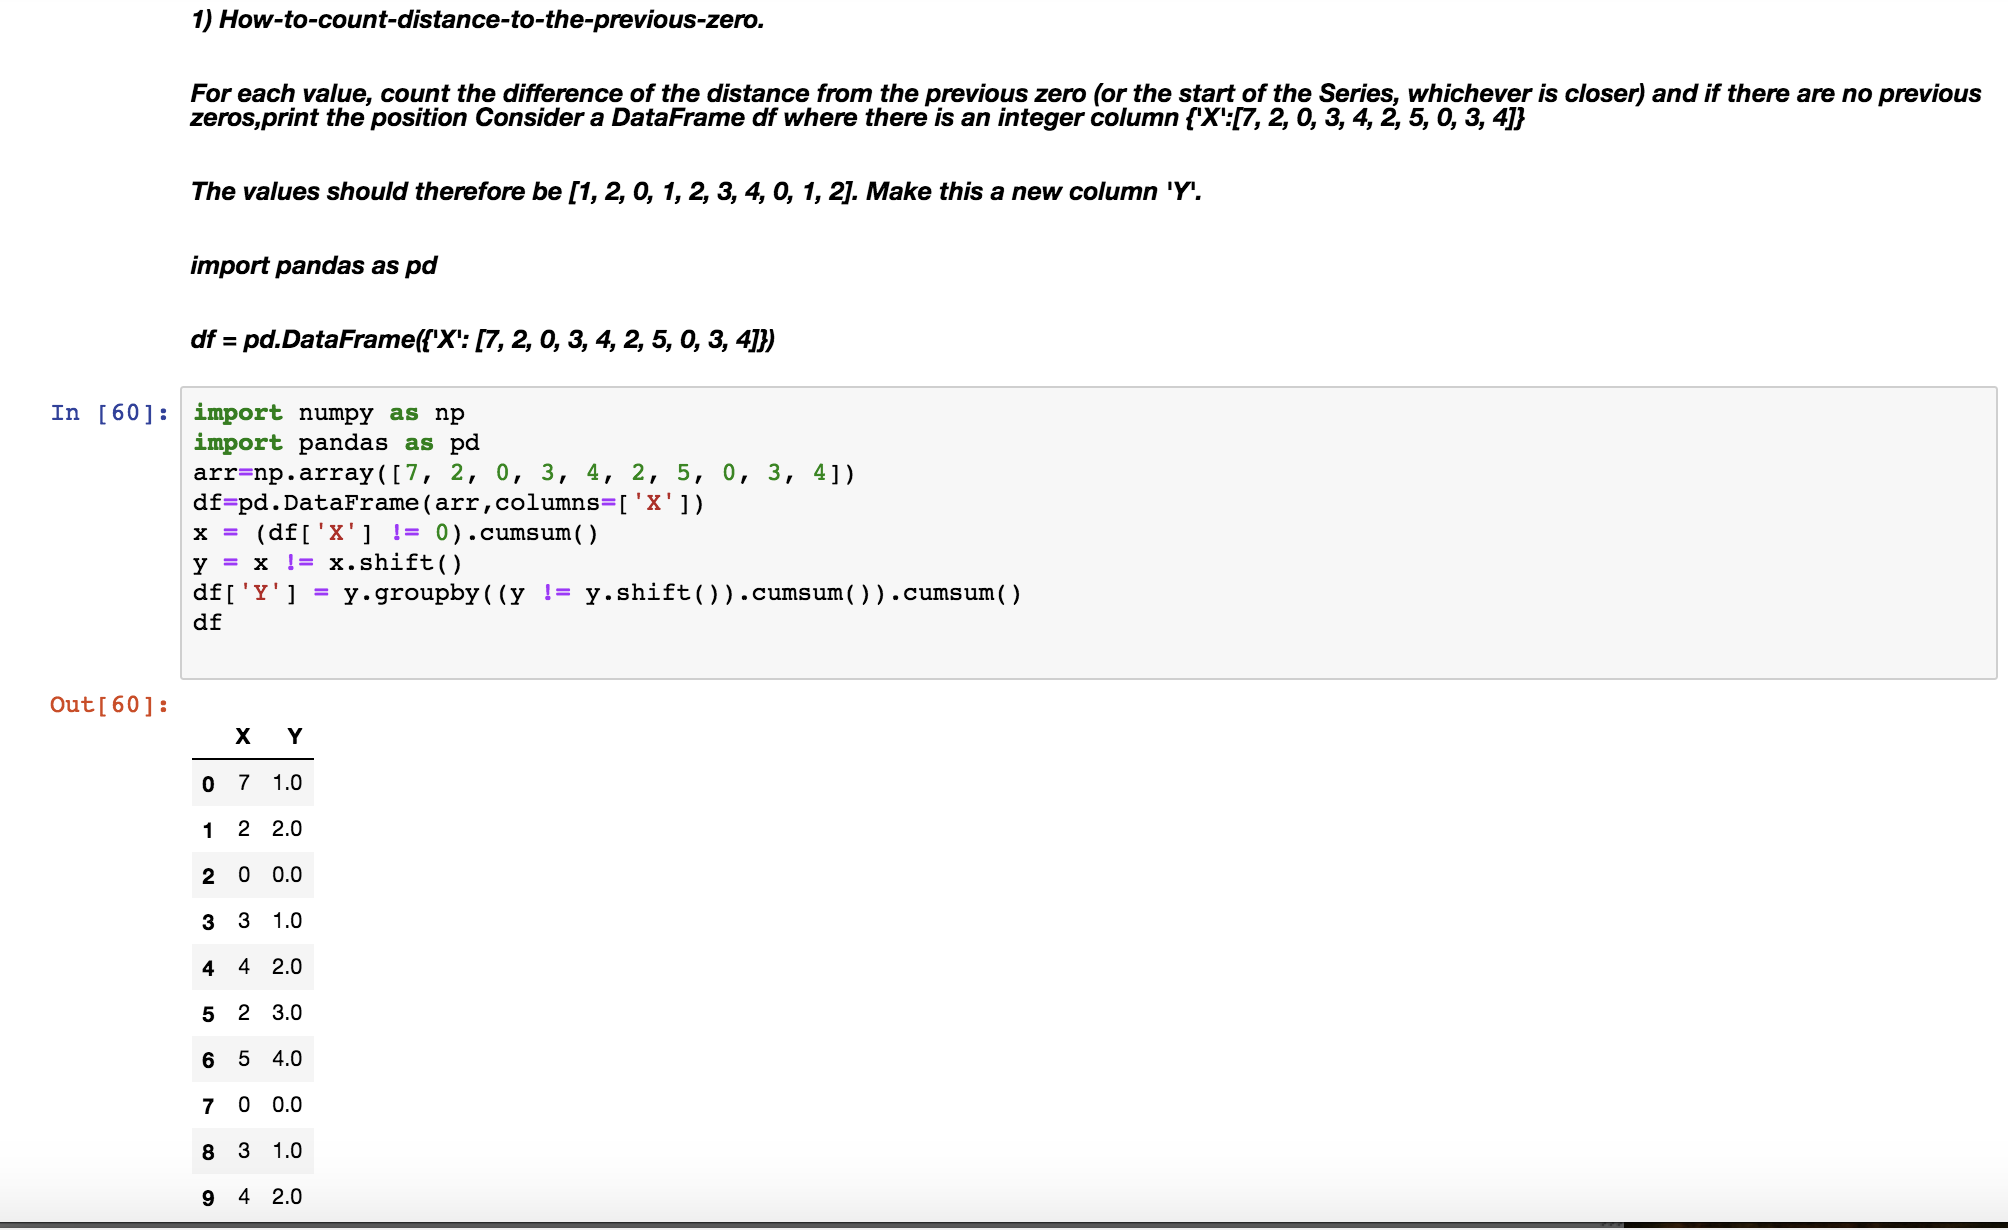 1) How-to-count-distance-to-the-previous-zero.
For each value, count the difference of the distance from the previous zero (or the start of the Series, whichever is closer) and if there are no previous
zeros,print the position Consider a DataFrame df where there is an integer column {'X':[7, 2, 0, 3, 4, 2, 5, 0, 3, 4]}
The values should therefore be [1, 2, 0, 1, 2, 3, 4, 0, 1, 2]. Make this a new column 'Y'.
import pandas as pd
df = pd.DataFrame({'X': [7, 2, 0, 3, 4, 2, 5, 0, 3, 4]})
In [60]:
import numpy as np
import pandas as pd
arr=np.array([7, 2, 0, 3, 4, 2, 5, 0, 3, 4])
df=pd.DataFrame(arr,columns=['X'])
x = (df['X'] != 0).cumsum()
y = x != x.shift()
df['Y'] = y.groupby((y != y.shift()).cumsum()).cumsum()
df
Out[60]:
X Y
0 7 1.0
1 2 2.0
2 0 0.0
3 3 1.0
4 4 2.0
5 2 3.0
6 5 4.0
7 0 0.0
8 3 1.0
9 4 2.0